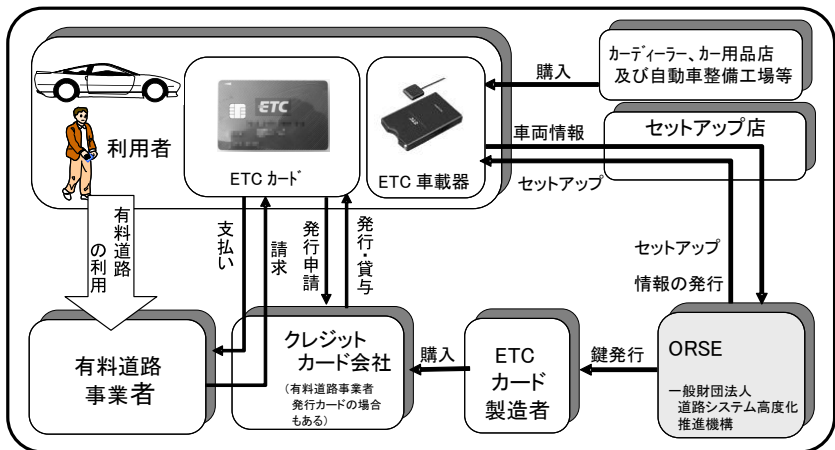 利用者
ETC
ETC カード
ETC 車載器
購入
カーディーラー、カー用品店
及び自動車整備工場等
車両情報
セットアップ店
セットアップ
有料道路
の利用
支払い
請求
発行申請
発行・貸与
セットアップ
情報の発行
有料道路
事業者
クレジット
カード会社
（有料道路事業者
発行カードの場合
もある）
購入
ETC
カード
製造者
鍵発行
ORSE
一般財団法人
道路システム高度化
推進機構